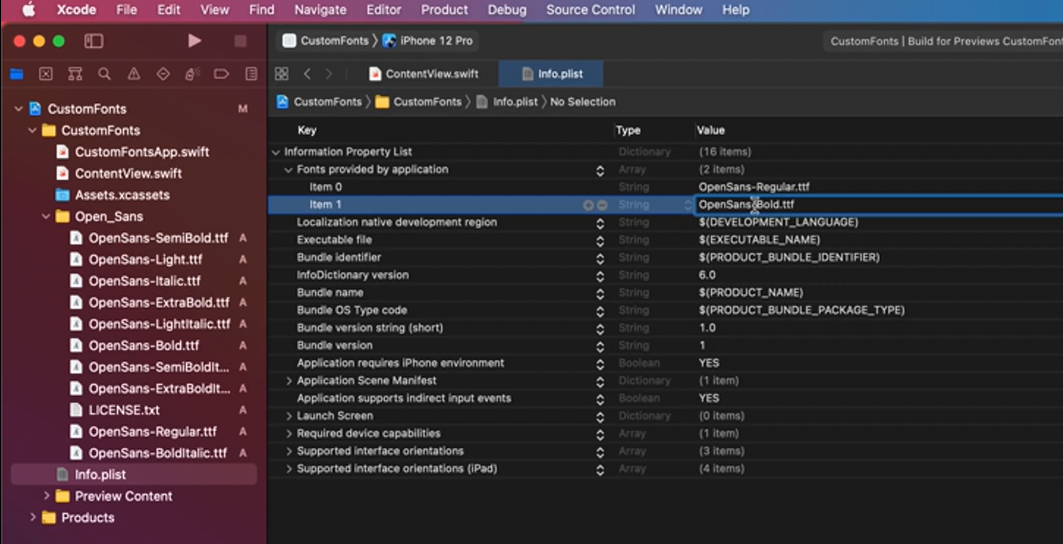 Xcode File Edit View Find Navigate Editor Product Debug Source Control Window Help
CustomFonts iPhone 12 Pro CustomFonts | Build for Previews CustomFon
ContentView.swift Info.plist
CustomFonts CustomFonts Info.plist No Selection
CustomFonts M
CustomFonts
CustomFontsApp.swift
ContentView.swift
Assets.xcassets
Open_Sans
OpenSans-SemiBold.ttf A
OpenSans-Light.ttf A
OpenSans-Italic.ttf A
OpenSans-ExtraBold.ttf A
OpenSans-LightItalic.ttf A
OpenSans-Bold.ttf A
OpenSans-SemiBoldIt... A
OpenSans-ExtraBoldIt... A
LICENSE.txt A
OpenSans-Regular.ttf A
OpenSans-BoldItalic.ttf A
Info.plist
Preview Content
Products
Key Type Value
Information Property List Dictionary (16 items)
Fonts provided by application Array (2 items)
Item 0 String OpenSans-Regular.ttf
Item 1 String OpenSans-Bold.ttf
Localization native development region String $(DEVELOPMENT_LANGUAGE)
Executable file String $(EXECUTABLE_NAME)
Bundle identifier String $(PRODUCT_BUNDLE_IDENTIFIER)
InfoDictionary version String 6.0
Bundle name String $(PRODUCT_NAME)
Bundle OS Type code String $(PRODUCT_BUNDLE_PACKAGE_TYPE)
Bundle version string (short) String 1.0
Bundle version String 1
Application requires iPhone environment Boolean YES
Application Scene Manifest Dictionary (1 item)
Application supports indirect input events Boolean YES
Launch Screen Dictionary (0 items)
Required device capabilities Array (1 item)
Supported interface orientations Array (3 items)
Supported interface orientations (iPad) Array (4 items)